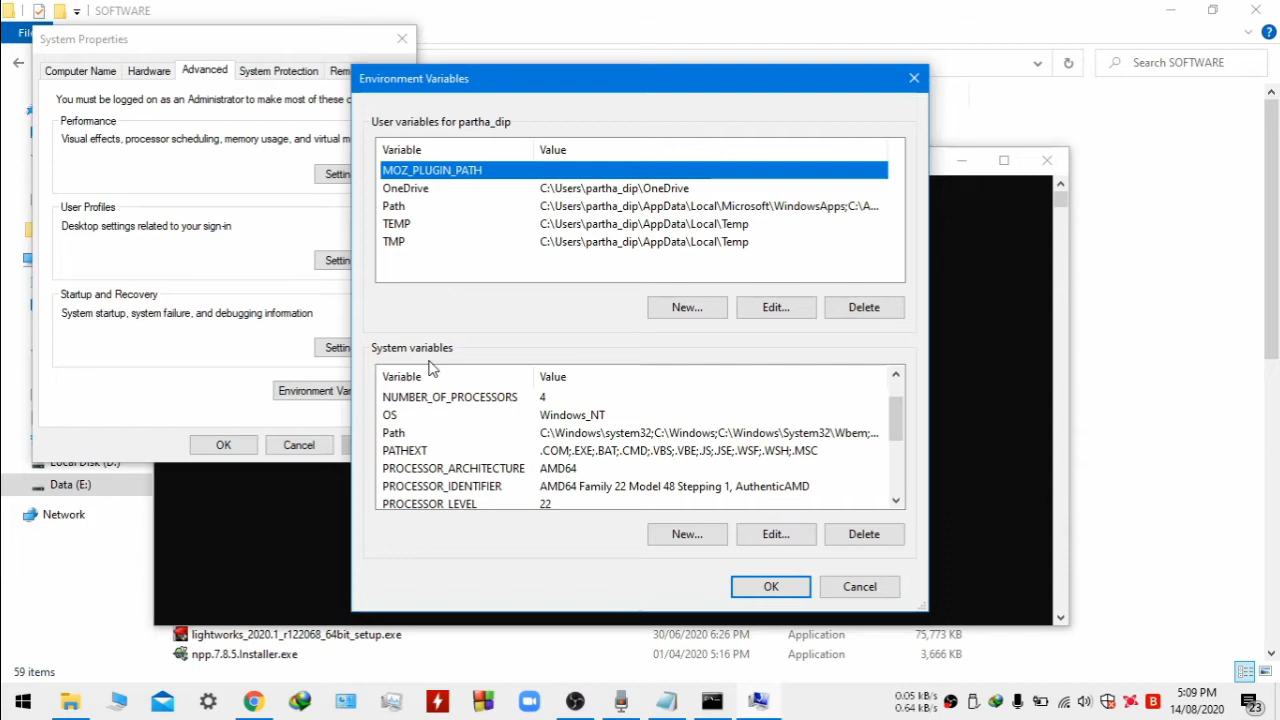 SOFTWARE
Fil
System Properties
Search SOFTWARE
Computer Name Hardware Advanced System Protection Rem
You must be logged on as an Administrator to make most of these c
Performance
Visual effects, processor scheduling, memory usage, and virtual m
Settin
User Profiles
Desktop settings related to your sign-in
Settin
Startup and Recovery
System startup, system failure, and debugging information
Settin
Environment Var
OK Cancel
Environment Variables
User variables for partha_dip
Variable Value
MOZ_PLUGIN_PATH
OneDrive C:\Users\partha_dip\OneDrive
Path C:\Users\partha_dip\AppData\Local\Microsoft\WindowsApps;C:\A...
TEMP C:\Users\partha_dip\AppData\Local\Temp
TMP C:\Users\partha_dip\AppData\Local\Temp
New... Edit... Delete
System variables
Variable Value
NUMBER_OF_PROCESSORS 4
OS Windows_NT
Path C:\Windows\system32;C:\Windows;C:\Windows\System32\Wbem;...
PATHEXT .COM;.EXE;.BAT;.CMD;.VBS;.VBE;.JS;.JSE;.WSF;.WSH;.MSC
PROCESSOR_ARCHITECTURE AMD64
PROCESSOR_IDENTIFIER AMD64 Family 22 Model 48 Stepping 1, AuthenticAMD
PROCESSOR_LEVEL 22
New... Edit... Delete
OK Cancel
Local Disk (D:)
Data (E:)
Network
lightworks_2020.1_r122068_64bit_setup.exe 30/06/2020 6:26 PM Application 75,773 KB
npp.7.8.5.Installer.exe 01/04/2020 5:16 PM Application 3,666 KB
59 items
0.05 kB/s
0.64 kB/s
5:09 PM
14/08/2020
23